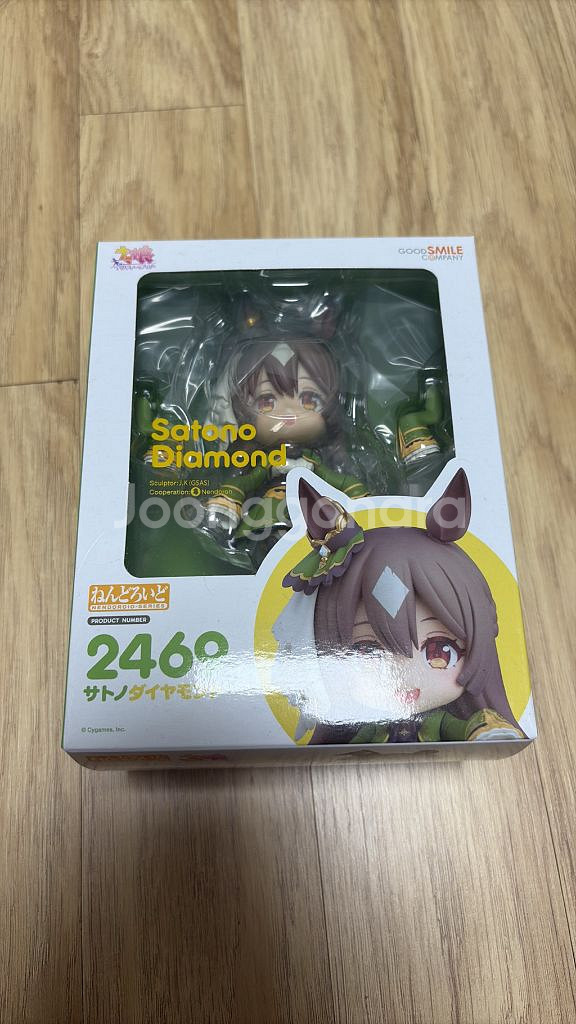 GOOD SMILE
COMPANY
Satono
Diamond
Sculptor:J.K (GSAS)
Cooperation: Nendoron
Joonggonara
ねんどろいど
NENDOROID-SERIES
PRODUCT NUMBER
2469
サトノダイヤモンド
© Cygames, Inc.